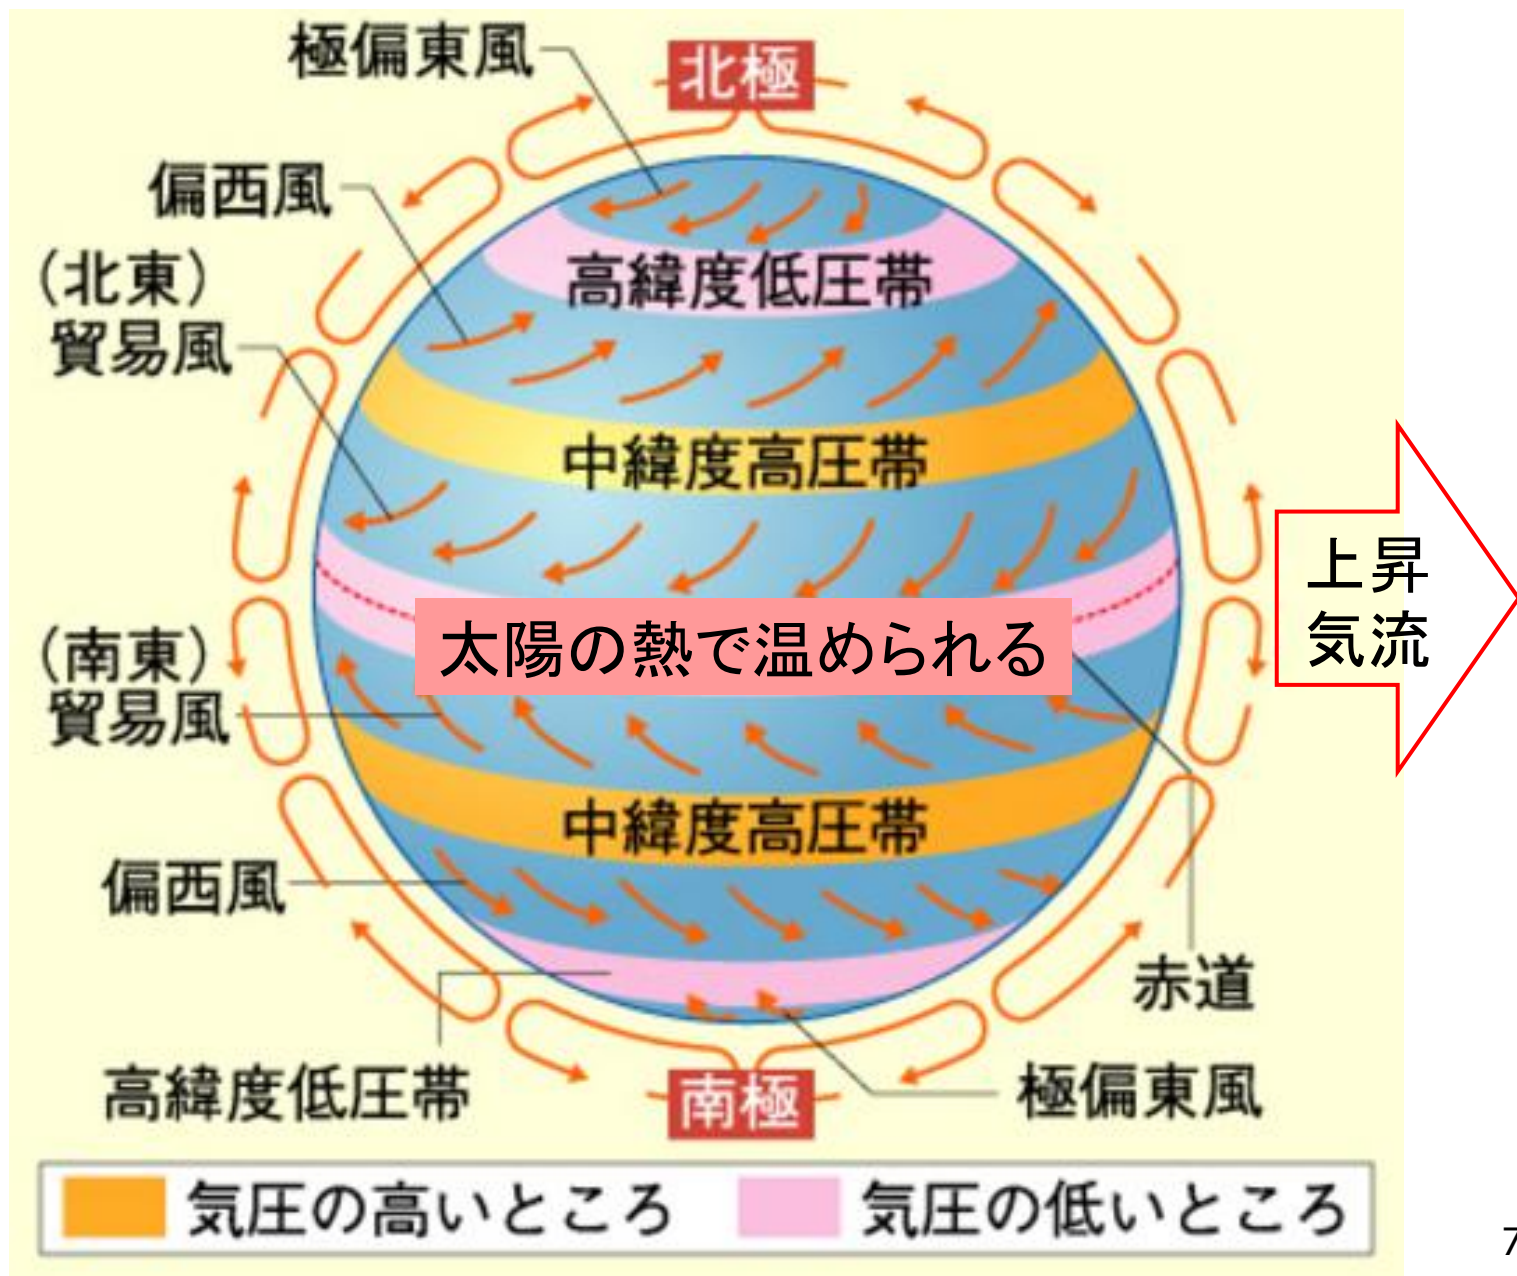 極偏東風
北極
偏西風
(北東)
貿易風
高緯度低圧帯
中緯度高圧帯
上昇
気流
太陽の熱で温められる
(南東)
貿易風
中緯度高圧帯
偏西風
赤道
高緯度低圧帯
南極
極偏東風
気圧の高いところ
気圧の低いところ
7